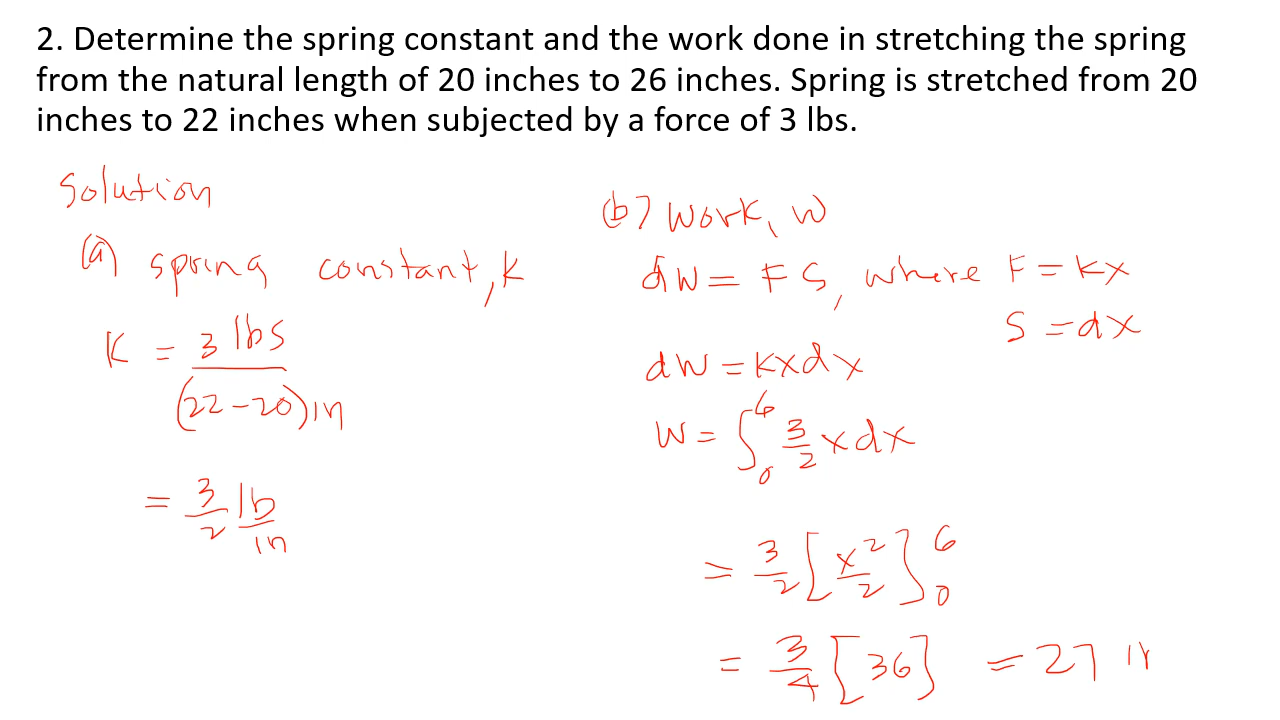 2. Determine the spring constant and the work done in stretching the spring
from the natural length of 20 inches to 26 inches. Spring is stretched from 20
inches to 22 inches when subjected by a force of 3 lbs.
Solution
(a) spring constant, k
K = 3 lbs / (22-20) in
= 3/2 lb/in
(b) Work, W
dW = F S, where F = kx
S = dx
dW = kxdx
W = ∫₀⁶ 3/2 x dx
= 3/2 [x²/2]₀⁶
= 3/4 [36] = 27 in